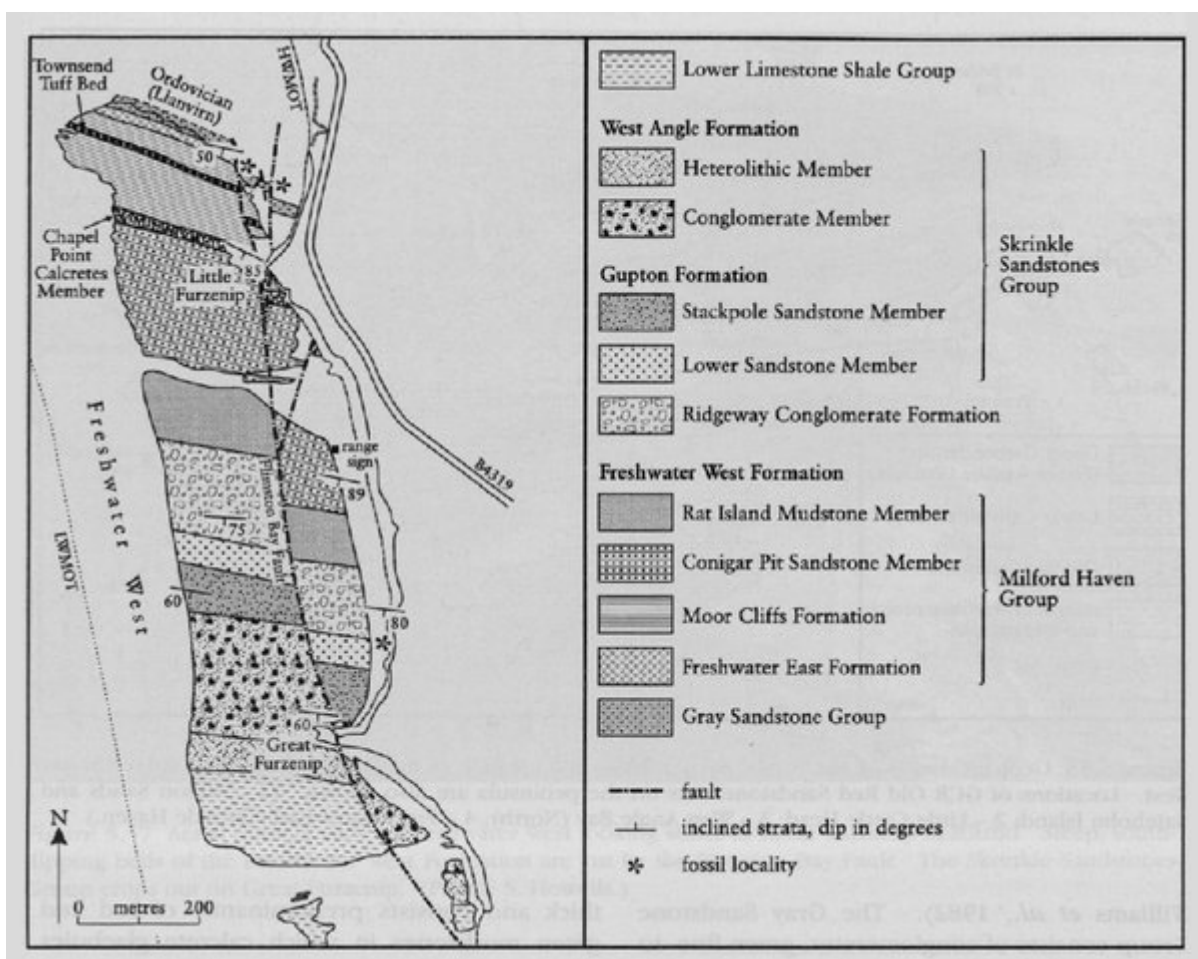 Townsend
Tuff Bed
Ordovician
(Llanvirn)
HWMOT
50
Chapel
Point
Calcretes
Member
Little
Furzenip
85
Freshwater West
LWMOT
range
sign
89
B4319
Flimston Bay Fault
75
60
80
60
Great
Furzenip
N
0 metres 200
Lower Limestone Shale Group
West Angle Formation
Heterolithic Member
Conglomerate Member
Gupton Formation
Stackpole Sandstone Member
Lower Sandstone Member
Skrinkle
Sandstones
Group
Ridgeway Conglomerate Formation
Freshwater West Formation
Rat Island Mudstone Member
Conigar Pit Sandstone Member
Moor Cliffs Formation
Freshwater East Formation
Milford Haven
Group
Gray Sandstone Group
fault
inclined strata, dip in degrees
fossil locality